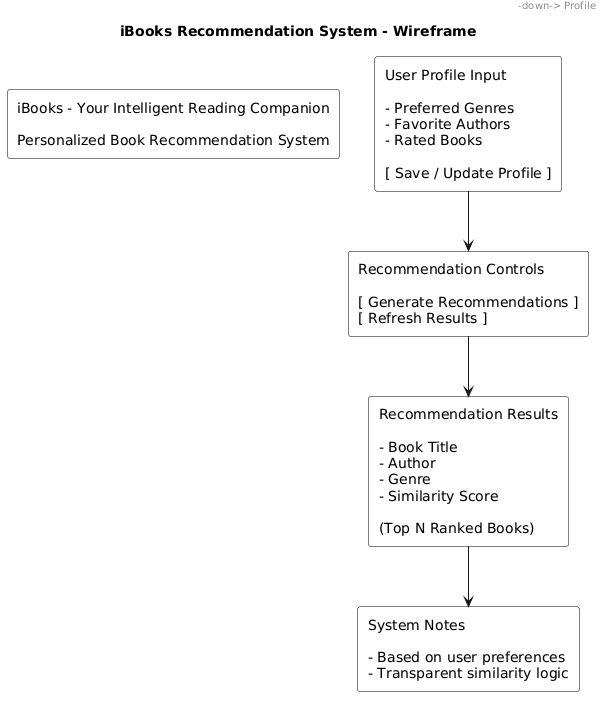 -down-> Profile
iBooks Recommendation System - Wireframe
iBooks - Your Intelligent Reading Companion
Personalized Book Recommendation System
User Profile Input
- Preferred Genres
- Favorite Authors
- Rated Books
[ Save / Update Profile ]
Recommendation Controls
[ Generate Recommendations ]
[ Refresh Results ]
Recommendation Results
- Book Title
- Author
- Genre
- Similarity Score
(Top N Ranked Books)
System Notes
- Based on user preferences
- Transparent similarity logic